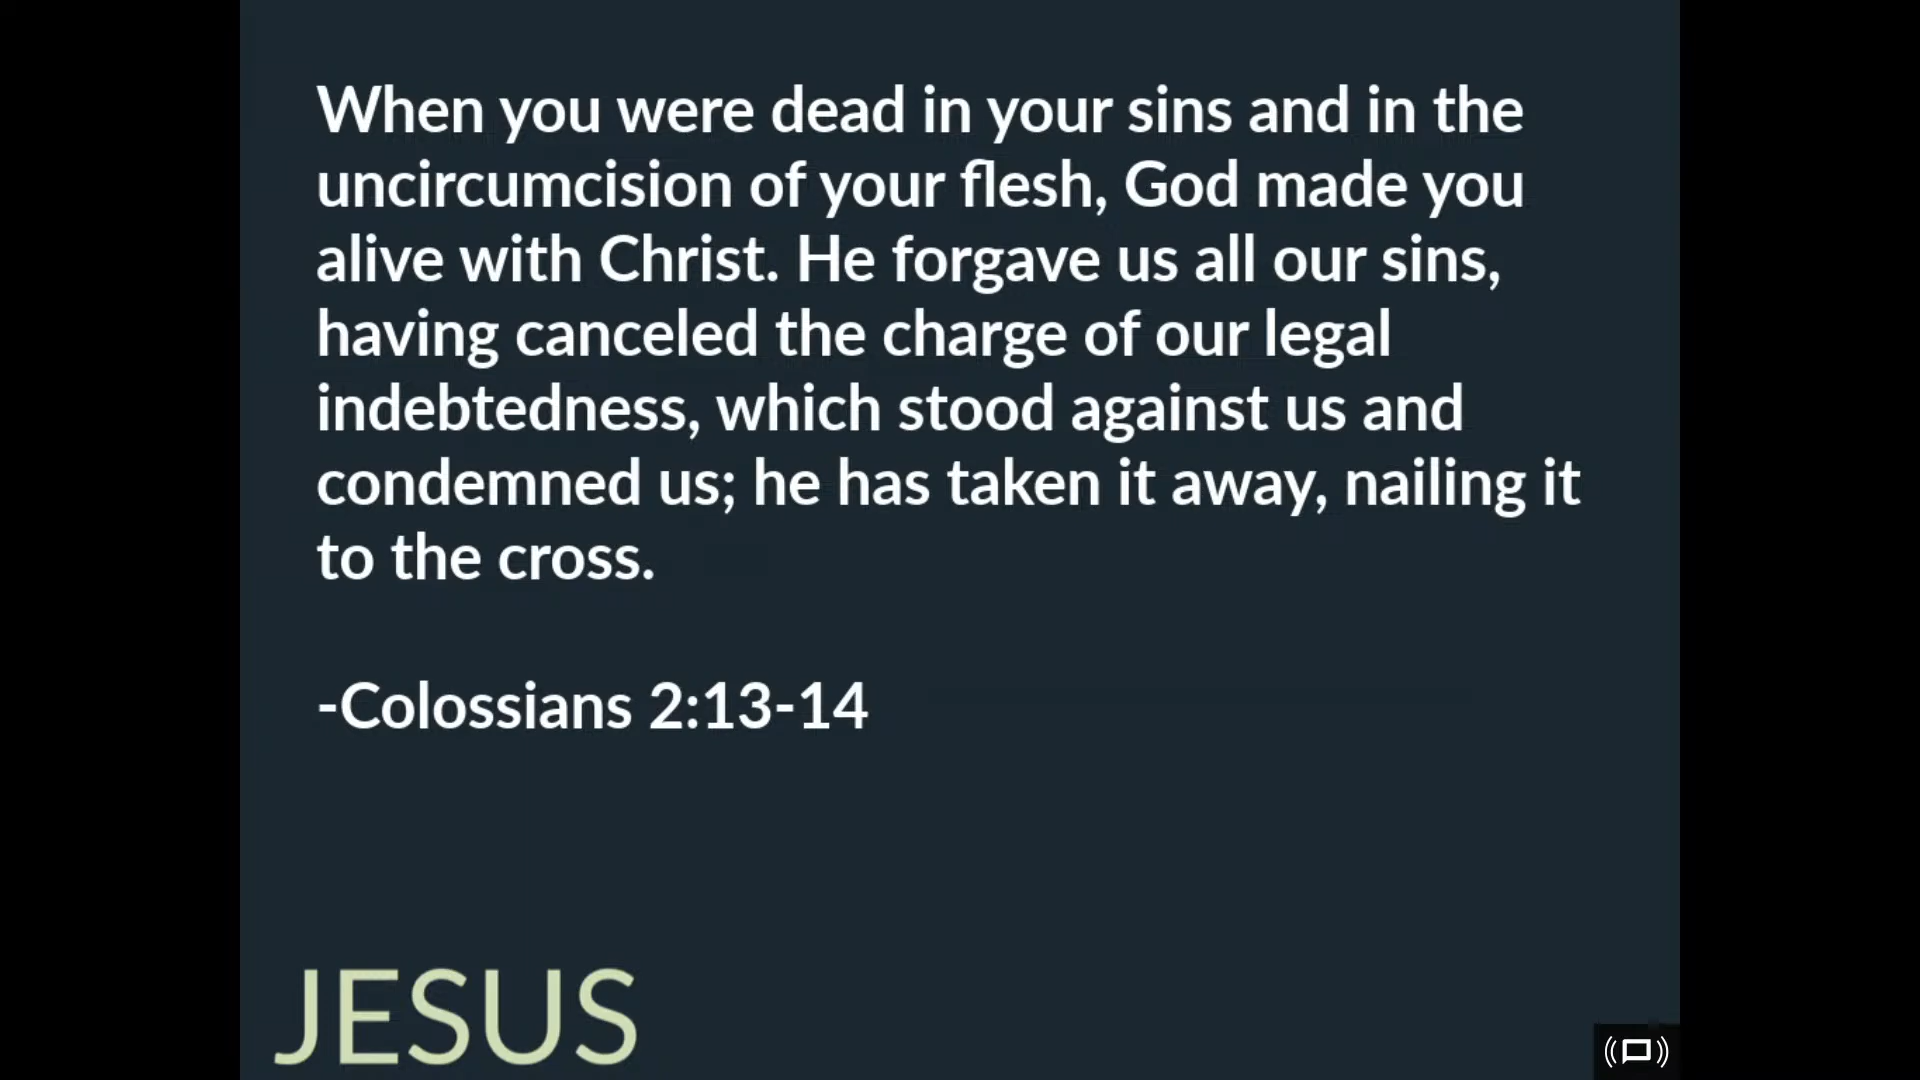 When you were dead in your sins and in the
uncircumcision of your flesh, God made you
alive with Christ. He forgave us all our sins,
having canceled the charge of our legal
indebtedness, which stood against us and
condemned us; he has taken it away, nailing it
to the cross.
-Colossians 2:13-14
JESUS